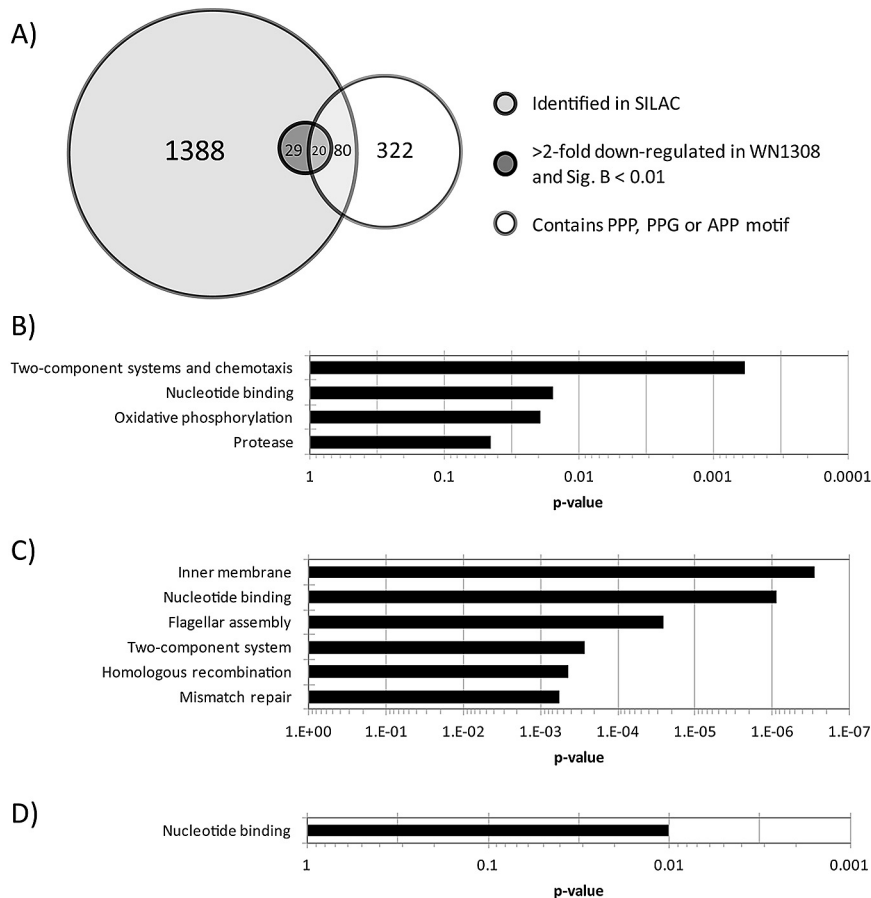 A)
1388
29
20
80
322
Identified in SILAC
>2-fold down-regulated in WN1308
and Sig. B < 0.01
Contains PPP, PPG or APP motif
B)
Two-component systems and chemotaxis
Nucleotide binding
Oxidative phosphorylation
Protease
1 0.1 0.01 0.001 0.0001
p-value
C)
Inner membrane
Nucleotide binding
Flagellar assembly
Two-component system
Homologous recombination
Mismatch repair
1.E+00 1.E-01 1.E-02 1.E-03 1.E-04 1.E-05 1.E-06 1.E-07
p-value
D)
Nucleotide binding
1 0.1 0.01 0.001
p-value